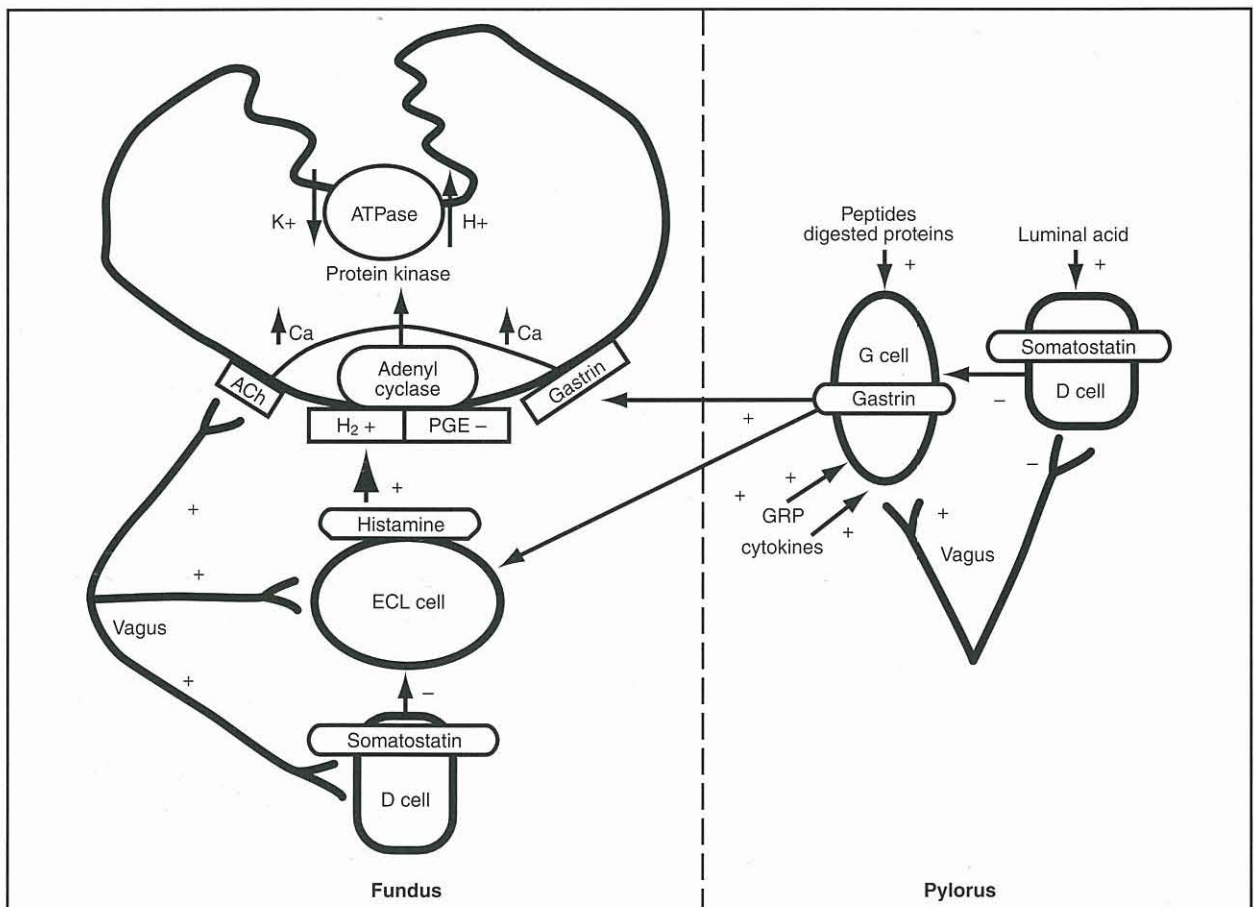 K+
ATPase
H+
Protein kinase
Ca
Ca
Adenyl
cyclase
ACh
Gastrin
H₂ +
PGE –
+
Histamine
+
+
ECL cell
Vagus
+
–
Somatostatin
D cell
Fundus
Peptides
digested proteins
+
Luminal acid
+
G cell
Gastrin
Somatostatin
D cell
–
+
+
+
GRP
cytokines
+
+
Vagus
–
Pylorus